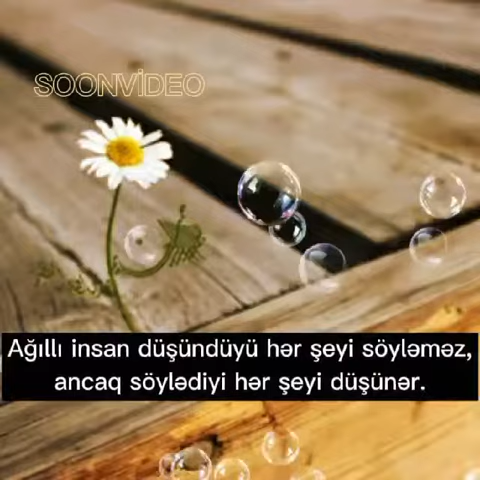 SOONVİDEO
Ağıllı insan düşündüyü hər şeyi söyləməz,
ancaq söylədiyi hər şeyi düşünər.